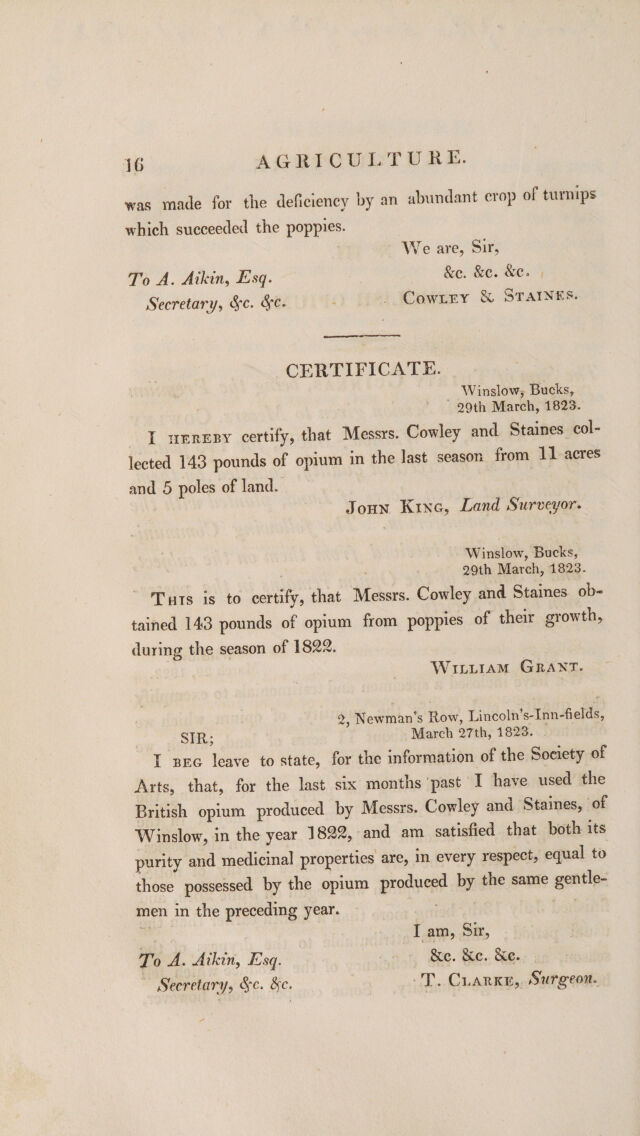 16 AGRICULTURE.
was made for the deficiency by an abundant crop of turnips
which succeeded the poppies.
We are, Sir,
To A. Aikin, Esq. &c. &c. &c.
Secretary, &c. &c. COWLEY & STAINES.
CERTIFICATE.
Winslow, Bucks,
29th March, 1823.
I HEREBY certify, that Messrs. Cowley and Staines col-
lected 143 pounds of opium in the last season from 11 acres
and 5 poles of land.
JOHN KING, Land Surveyor.
Winslow, Bucks,
29th March, 1823.
THIS is to certify, that Messrs. Cowley and Staines ob-
tained 143 pounds of opium from poppies of their growth,
during the season of 1822.
WILLIAM GRANT.
2, Newman's Row, Lincoln's-Inn-fields,
SIR; March 27th, 1823.
I BEG leave to state, for the information of the Society of
Arts, that, for the last six months past I have used the
British opium produced by Messrs. Cowley and Staines, of
Winslow, in the year 1822, and am satisfied that both its
purity and medicinal properties are, in every respect, equal to
those possessed by the opium produced by the same gentle-
men in the preceding year.
I am, Sir,
To A. Aikin, Esq. &c. &c. &c.
Secretary, &c. &c. T. CLARKE, Surgeon.